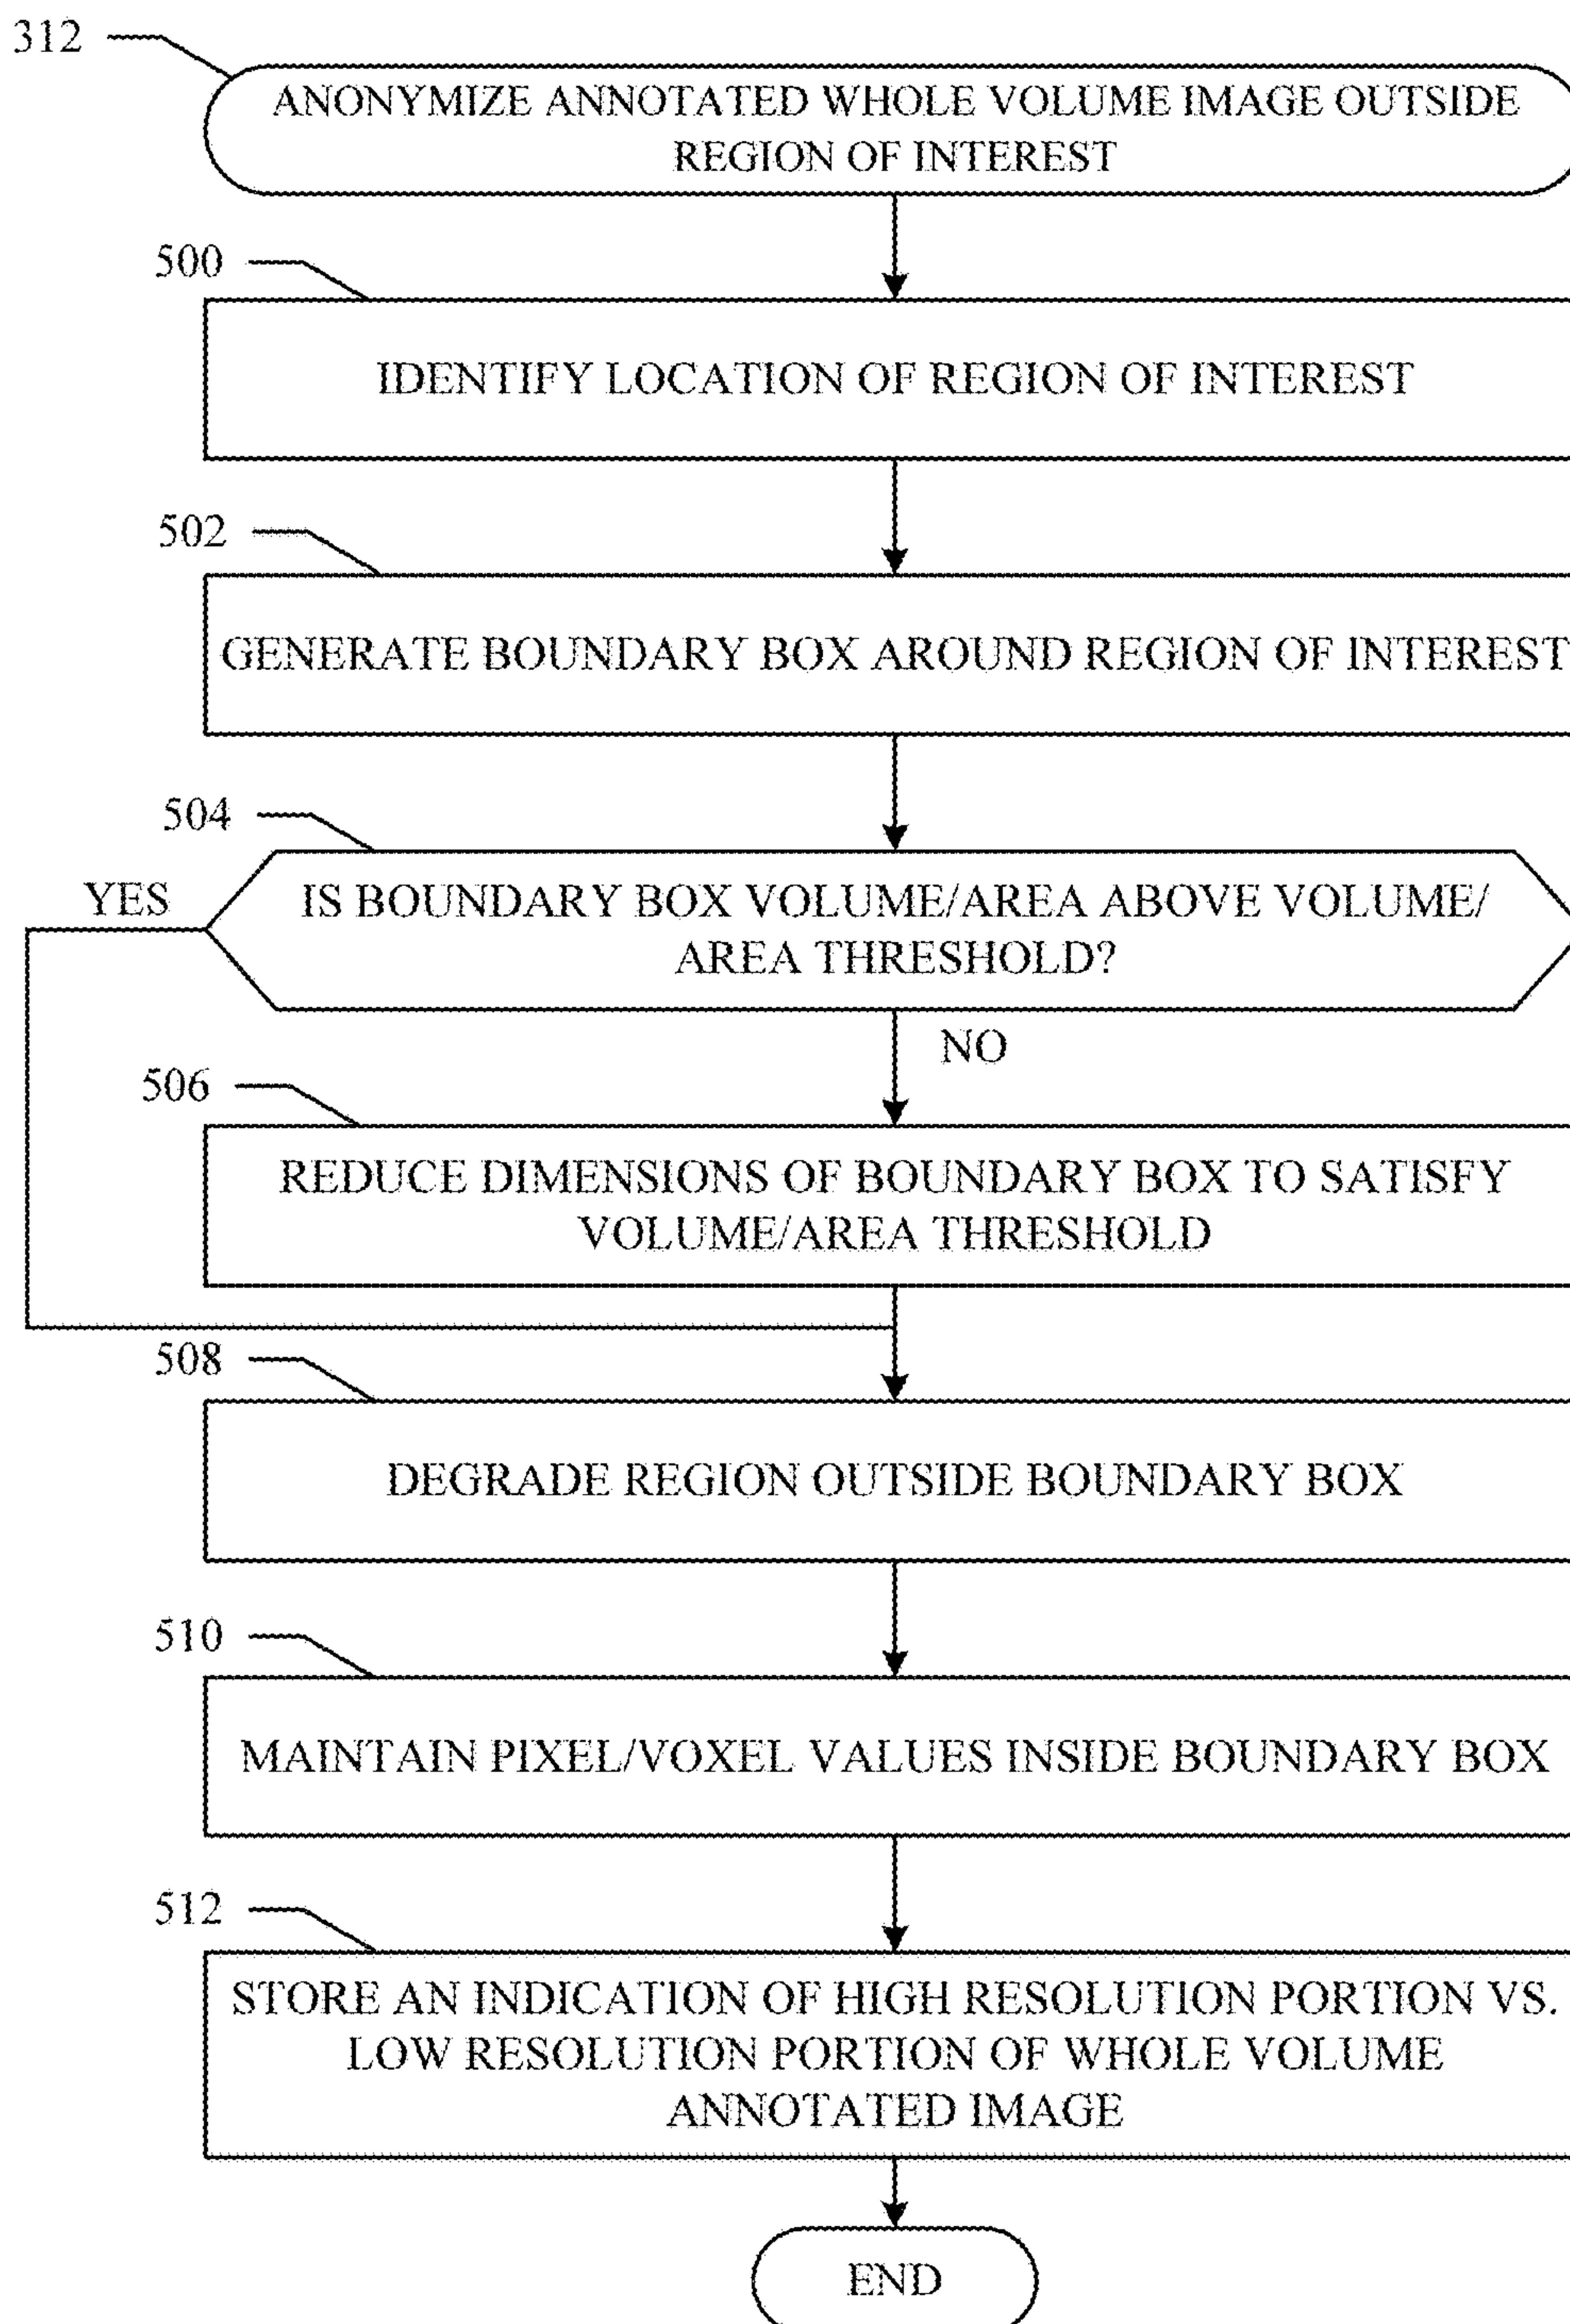 312
ANONYMIZE ANNOTATED WHOLE VOLUME IMAGE OUTSIDE
REGION OF INTEREST
500
IDENTIFY LOCATION OF REGION OF INTEREST
502
GENERATE BOUNDARY BOX AROUND REGION OF INTEREST
504
YES
IS BOUNDARY BOX VOLUME/AREA ABOVE VOLUME/
AREA THRESHOLD?
NO
506
REDUCE DIMENSIONS OF BOUNDARY BOX TO SATISFY
VOLUME/AREA THRESHOLD
508
DEGRADE REGION OUTSIDE BOUNDARY BOX
510
MAINTAIN PIXEL/VOXEL VALUES INSIDE BOUNDARY BOX
512
STORE AN INDICATION OF HIGH RESOLUTION PORTION VS.
LOW RESOLUTION PORTION OF WHOLE VOLUME
ANNOTATED IMAGE
END